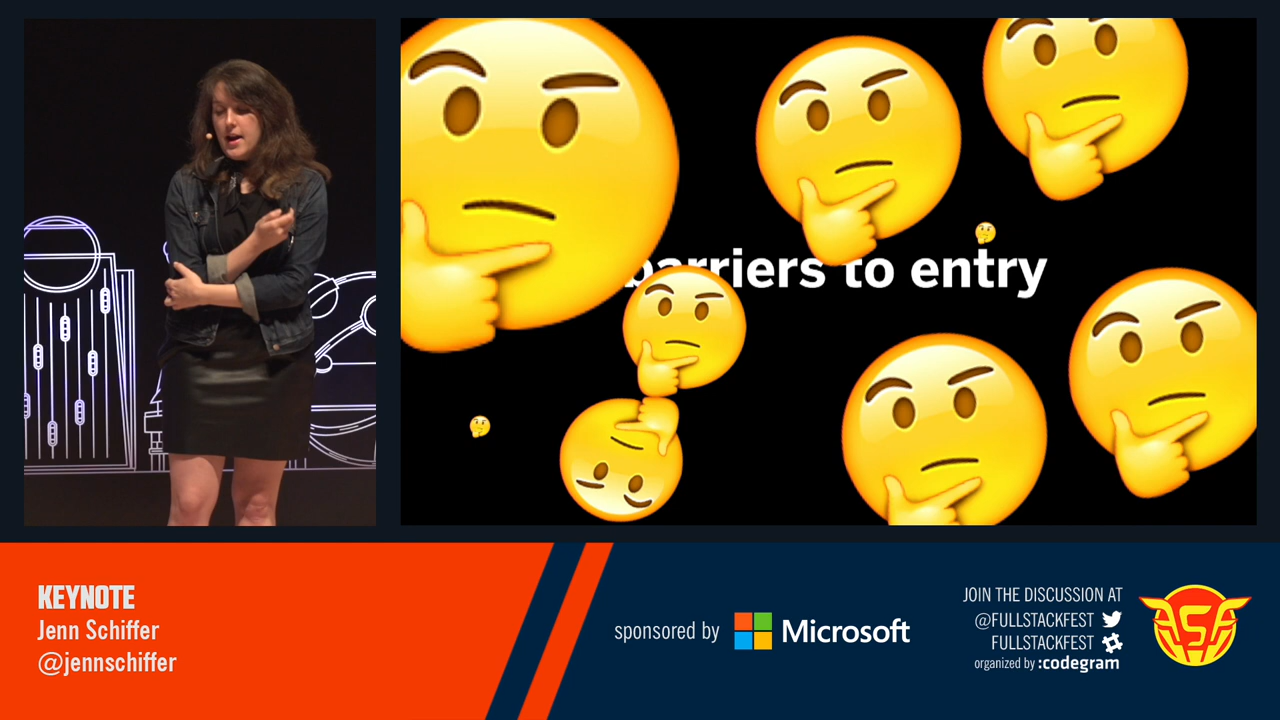 barriers to entry
KEYNOTE
Jenn Schiffer
@jennschiffer
sponsored by Microsoft
JOIN THE DISCUSSION AT
@FULLSTACKFEST
FULLSTACKFEST
organized by :codegram
FSF